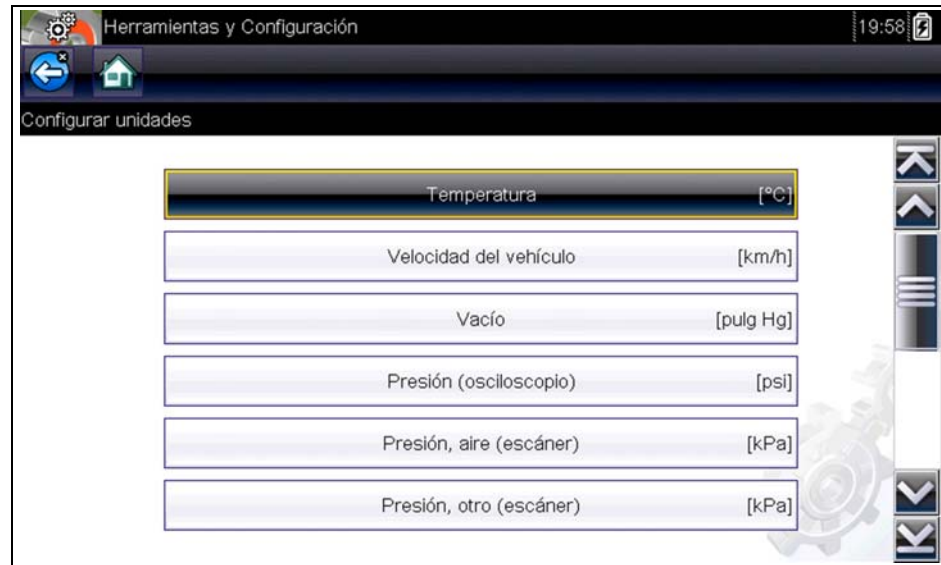 Herramientas y Configuración 19:58
Configurar unidades
Temperatura [°C]
Velocidad del vehículo [km/h]
Vacío [pulg Hg]
Presión (osciloscopio) [psi]
Presión, aire (escáner) [kPa]
Presión, otro (escáner) [kPa]